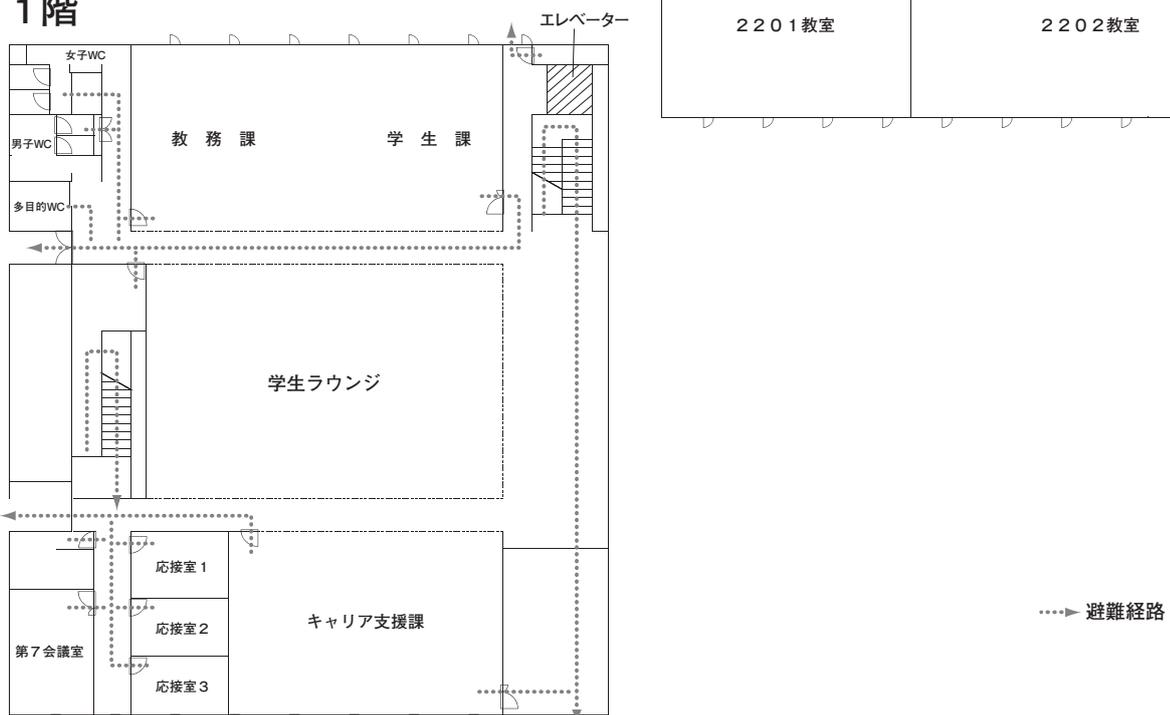 1階
エレベーター
2201教室
2202教室
女子WC
教務課
学生課
男子WC
多目的WC
学生ラウンジ
応接室1
キャリア支援課
応接室2
第7会議室
応接室3
避難経路